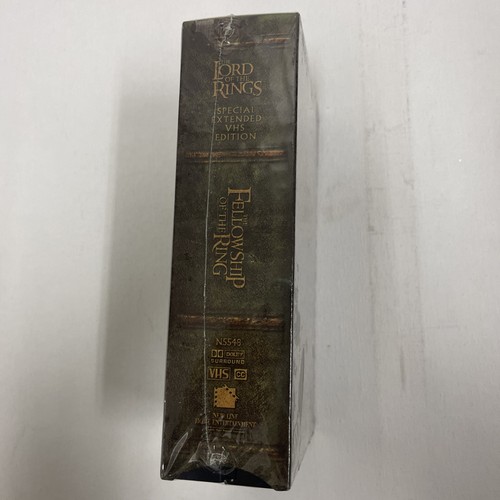 THE
LORD
OF THE
RINGS
SPECIAL
EXTENDED
VHS
EDITION
THE
FELLOWSHIP
OF THE RING
N5549
DOLBY
SURROUND
VHS CC
NEW LINE
HOME ENTERTAINMENT